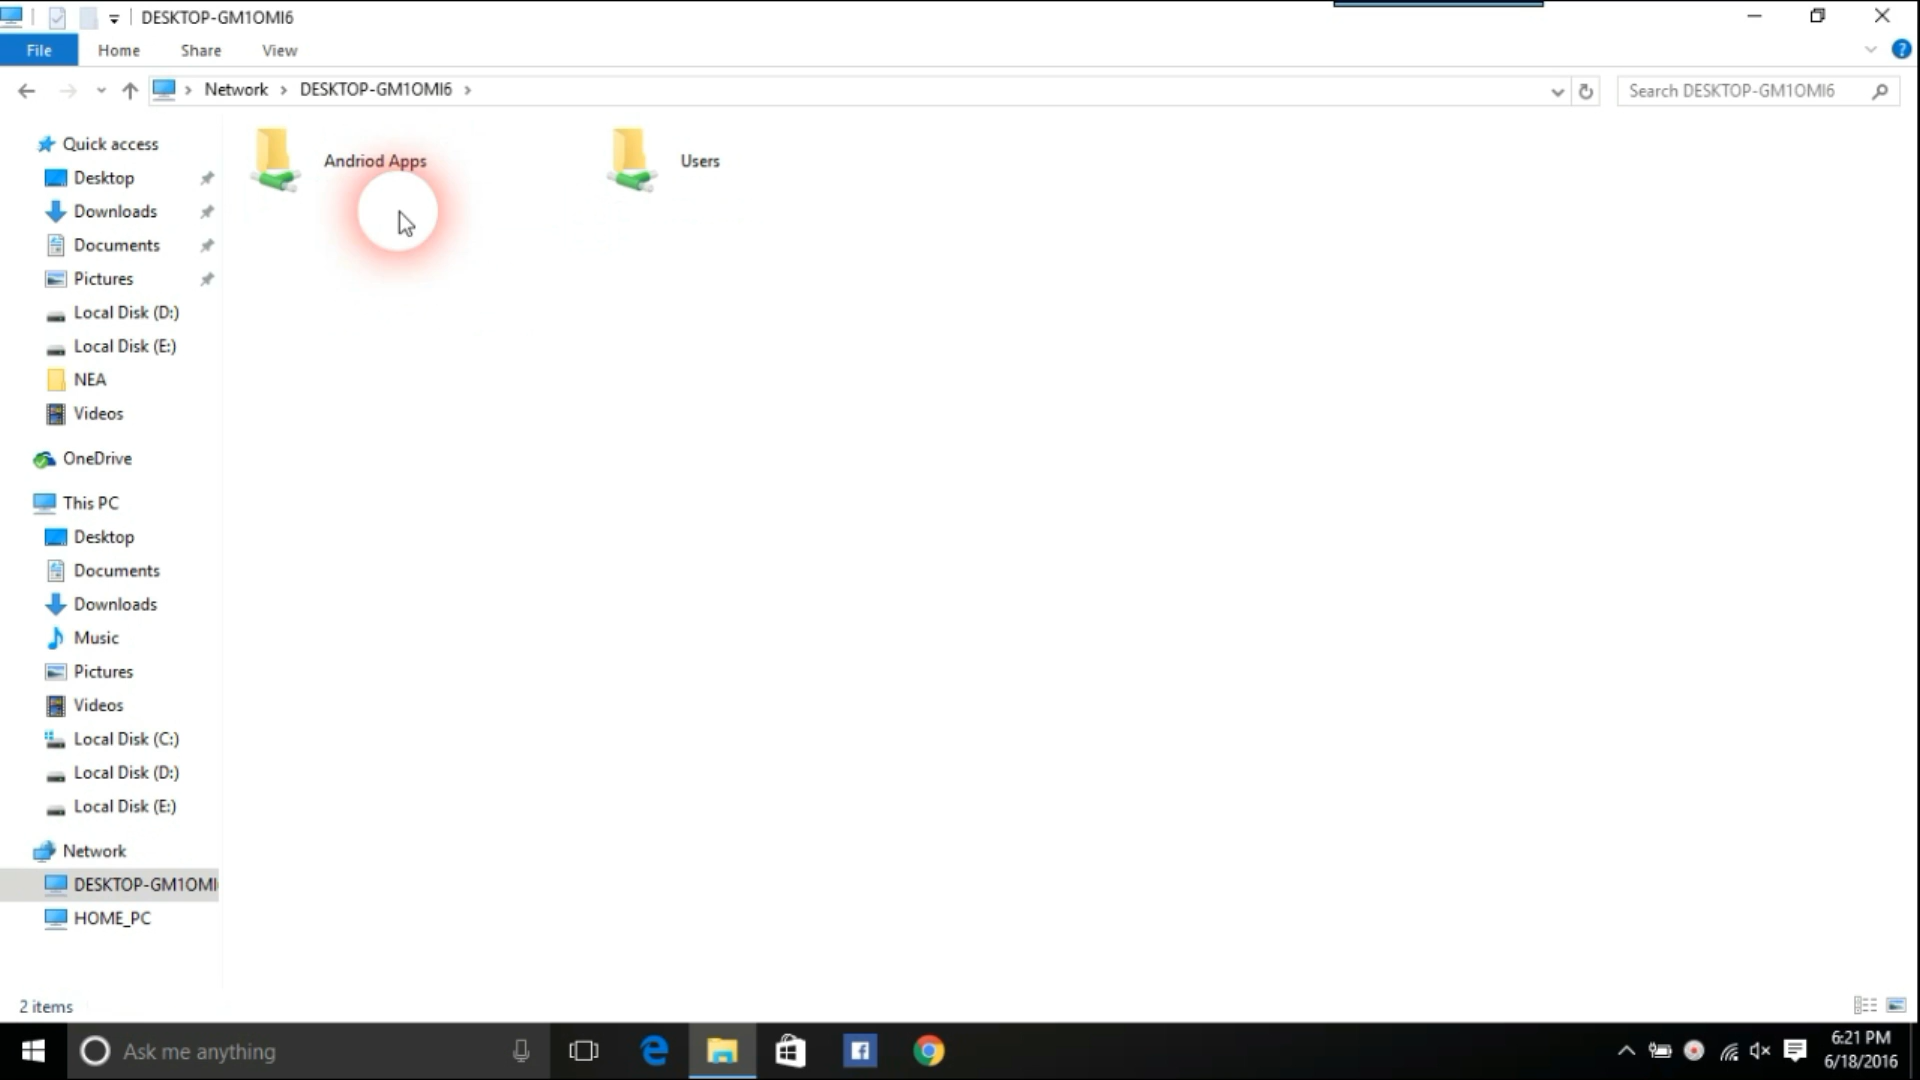 DESKTOP-GM1OMI6
File Home Share View
Network DESKTOP-GM1OMI6
Search DESKTOP-GM1OMI6
Quick access
Desktop
Downloads
Documents
Pictures
Local Disk (D:)
Local Disk (E:)
NEA
Videos
OneDrive
This PC
Desktop
Documents
Downloads
Music
Pictures
Videos
Local Disk (C:)
Local Disk (D:)
Local Disk (E:)
Network
DESKTOP-GM1OMI
HOME_PC
Andriod Apps
Users
2 items
Ask me anything
6:21 PM
6/18/2016